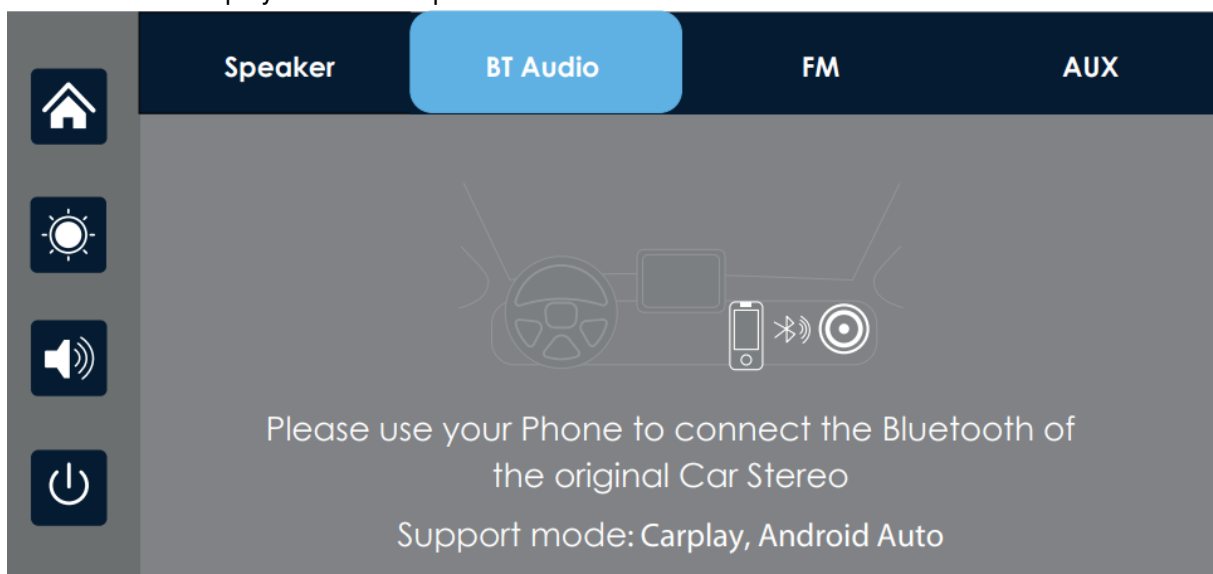 Speaker
BT Audio
FM
AUX
Please use your Phone to connect the Bluetooth of
the original Car Stereo
Support mode: Carplay, Android Auto